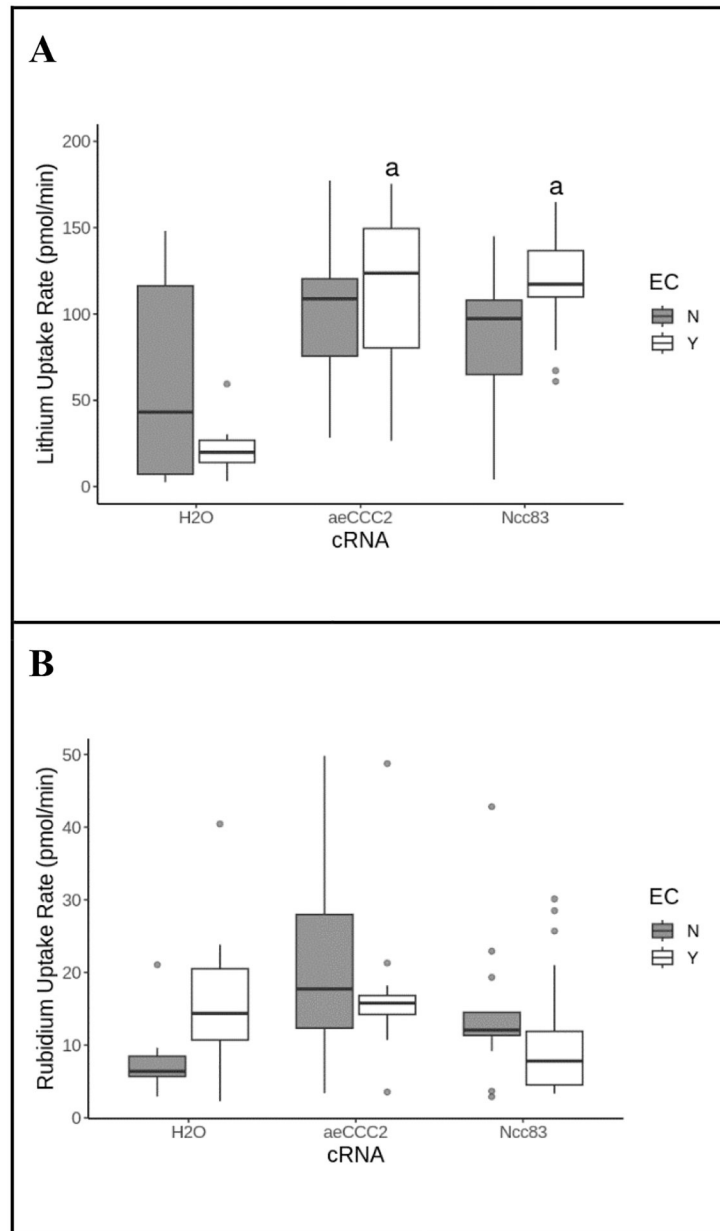 A
Lithium Uptake Rate (pmol/min)
200
150
100
50
0
a
a
H2O
aeCCC2
Ncc83
cRNA
EC
N
Y
B
Rubidium Uptake Rate (pmol/min)
50
40
30
20
10
0
H2O
aeCCC2
Ncc83
cRNA
EC
N
Y